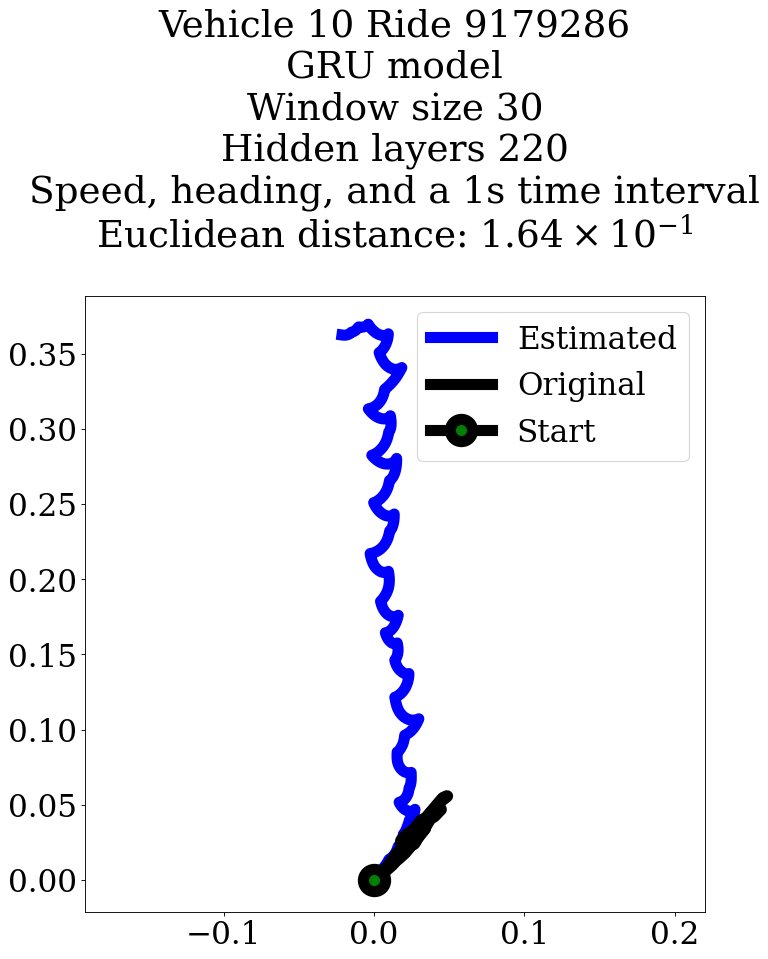 Vehicle 10 Ride 9179286
GRU model
Window size 30
Hidden layers 220
Speed, heading, and a 1s time interval
Euclidean distance: 1.64 × 10⁻¹
Estimated
Original
Start
0.35
0.30
0.25
0.20
0.15
0.10
0.05
0.00
−0.1
0.0
0.1
0.2